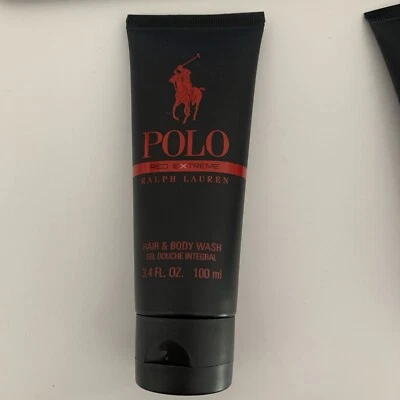 POLO
RED EXTREME
RALPH LAUREN
HAIR & BODY WASH
GEL DOUCHE INTEGRAL
3.4 FL. OZ. 100 ml